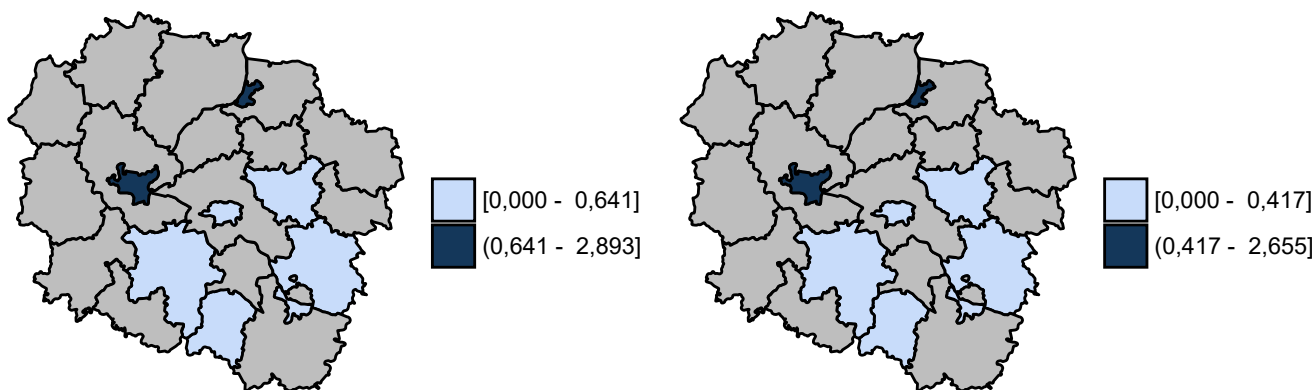 [0,000 - 0,641]
(0,641 - 2,893]
[0,000 - 0,417]
(0,417 - 2,655]